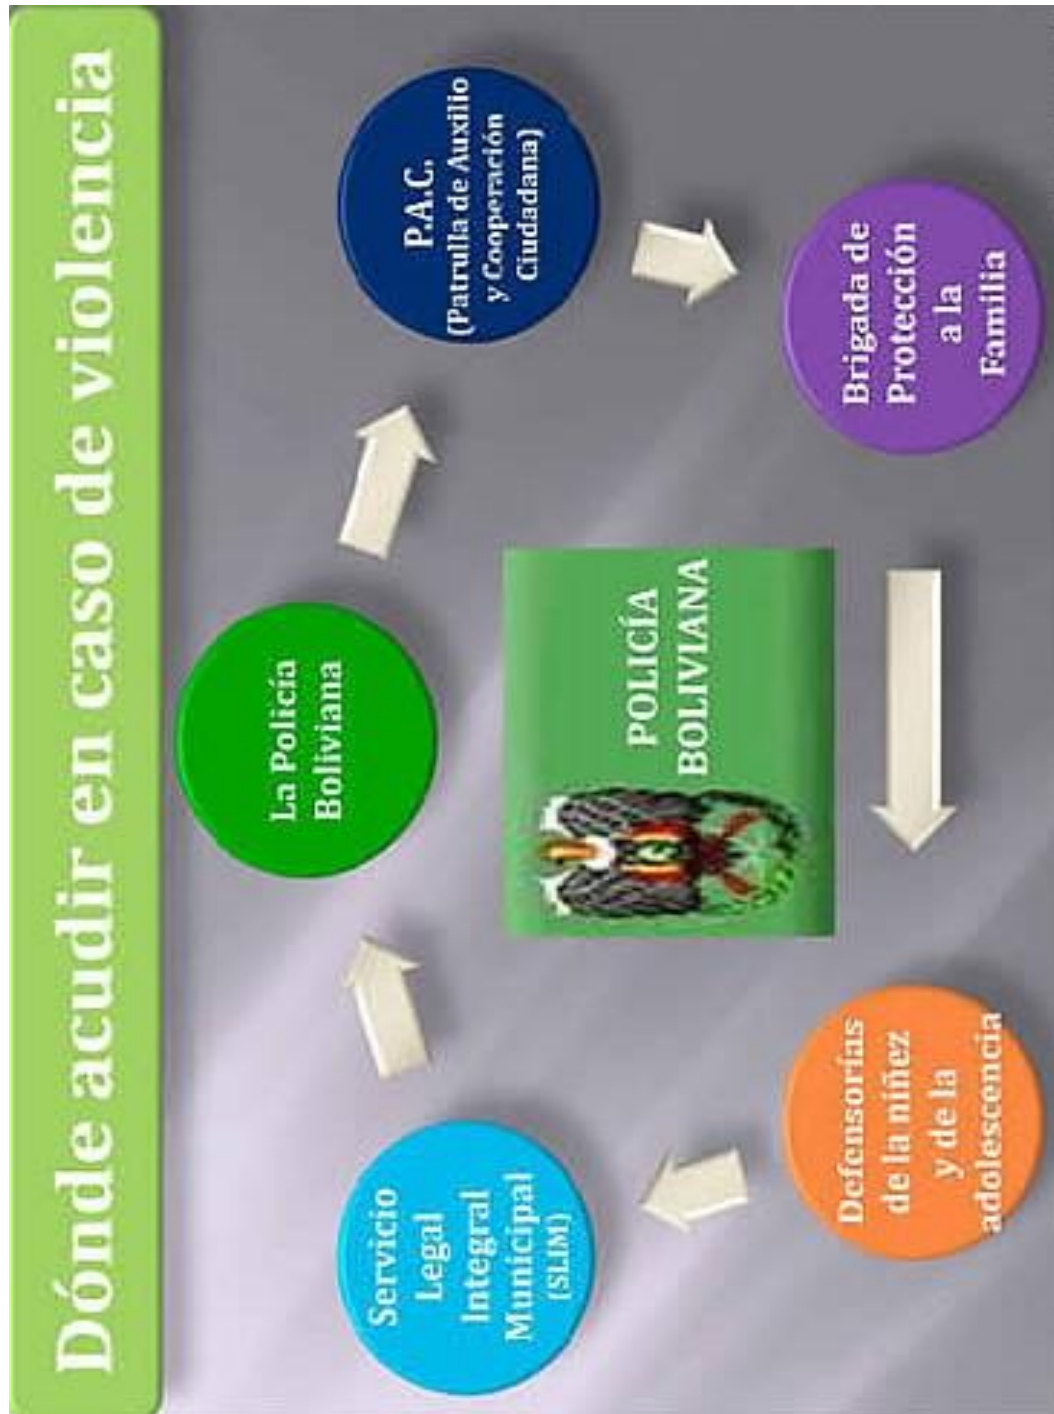 Dónde acudir en caso de violencia
La Policía
Boliviana
P.A.C.
(Patrulla de Auxilio
y Cooperación
Ciudadana)
Brigada de
Protección
a la
Familia
Defensorías
de la niñez
y de la
adolescencia
Servicio
Legal
Integral
Municipal
(SLIM)
POLICÍA
BOLIVIANA